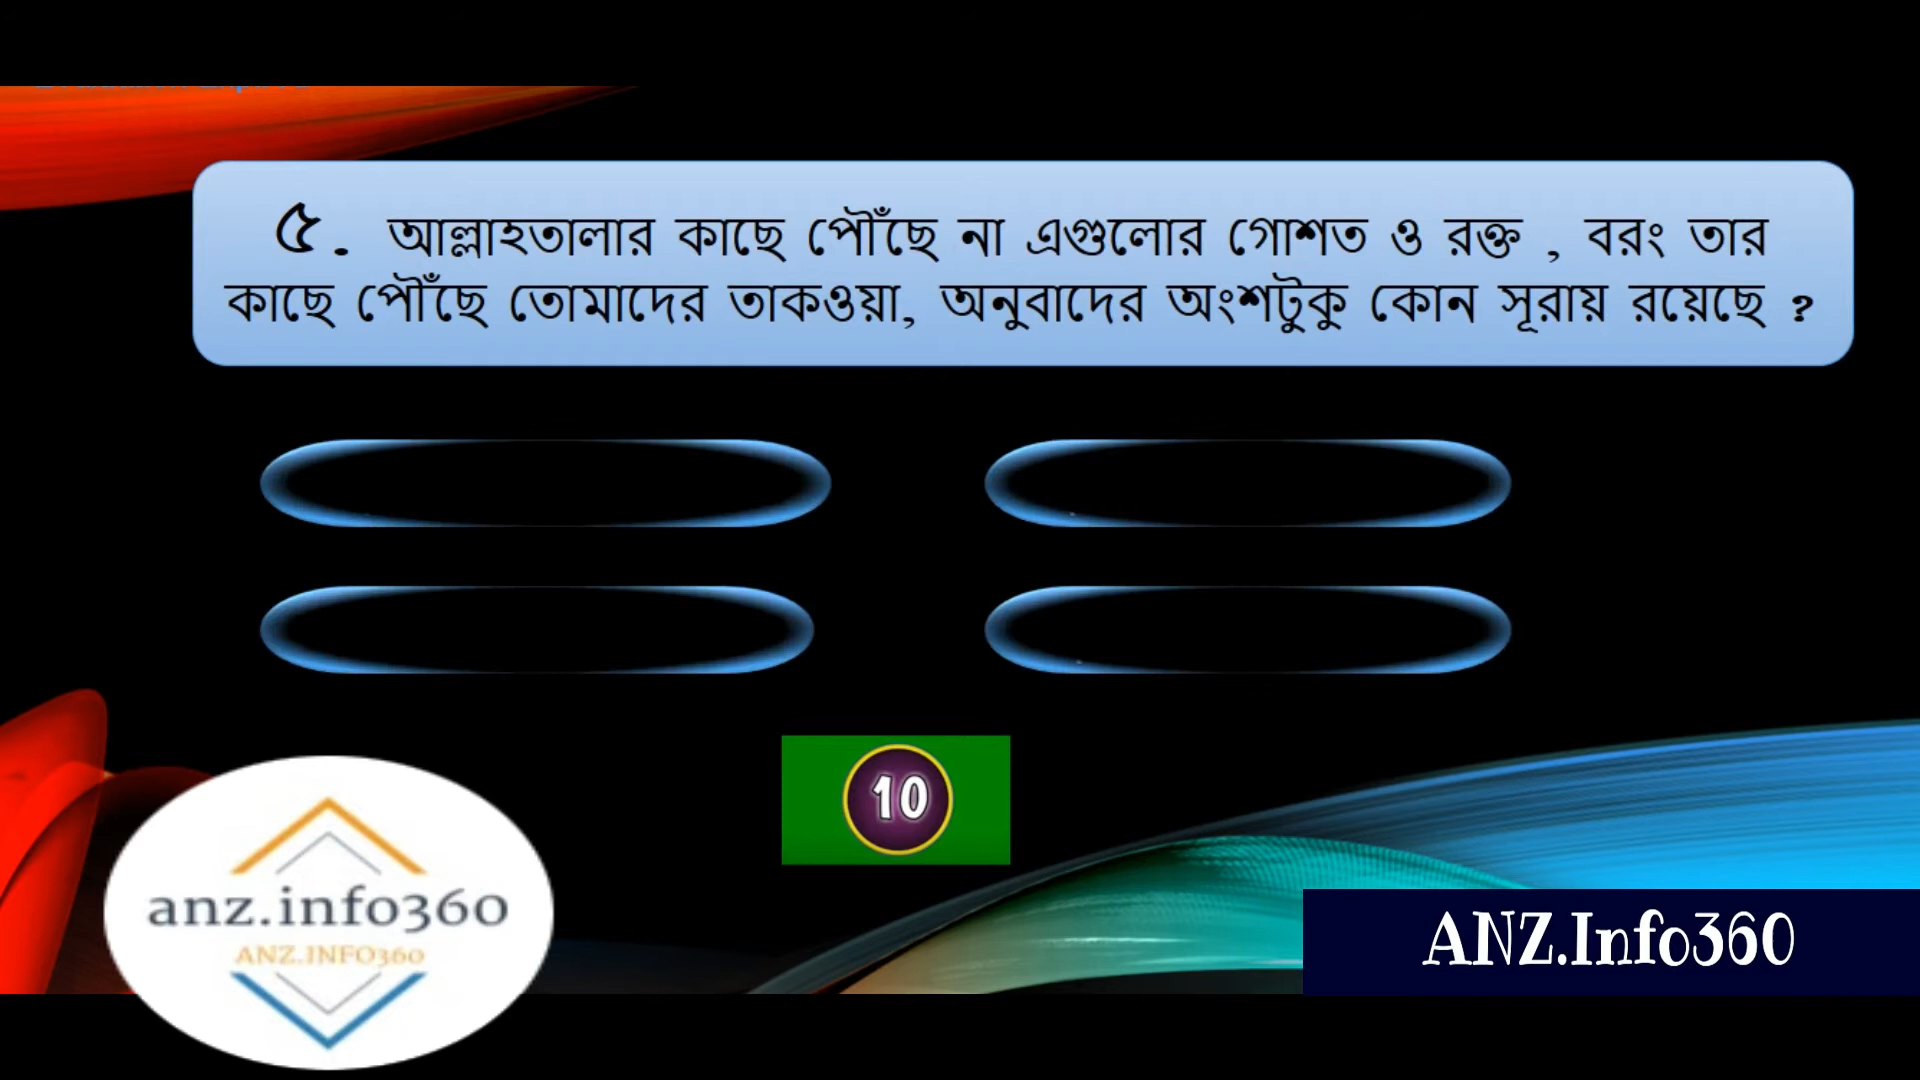 ৫. আল্লাহতালার কাছে পৌঁছে না এগুলোর গোশত ও রক্ত , বরং তার
কাছে পৌঁছে তোমাদের তাকওয়া, অনুবাদের অংশটুকু কোন সূরায় রয়েছে ?
10
anz.info360
ANZ.INFO360
ANZ.Info360